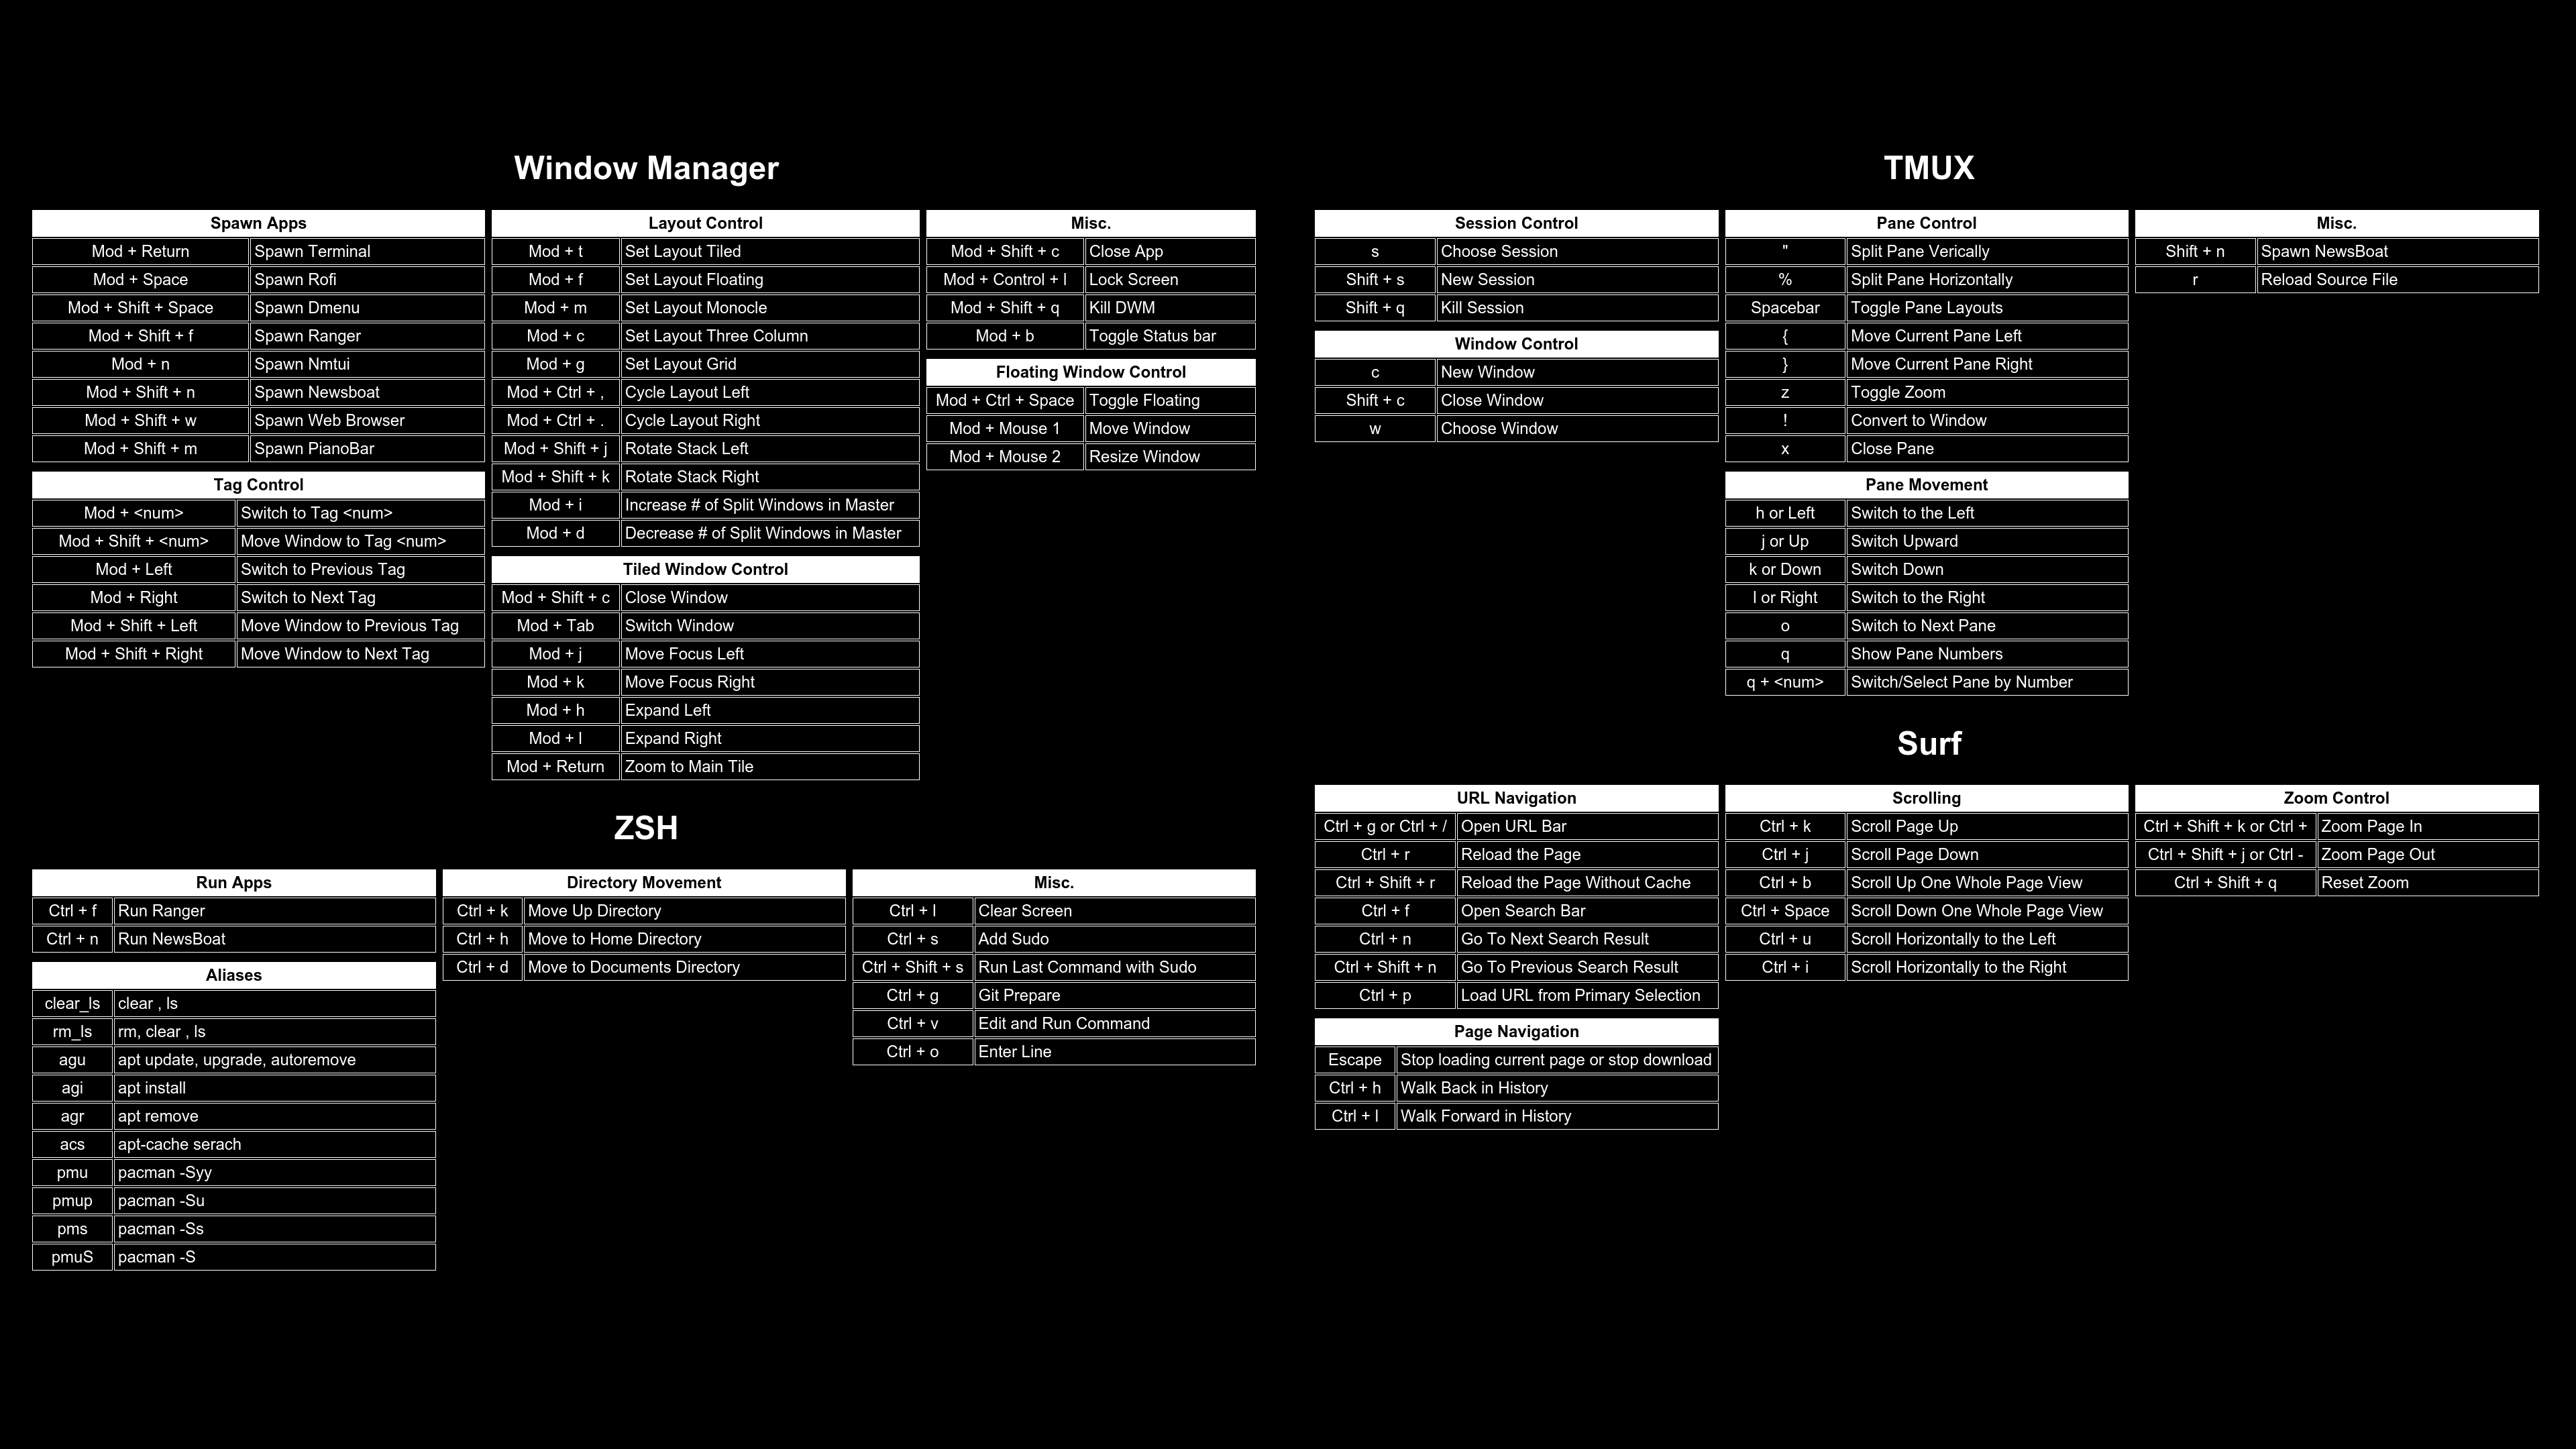 Window Manager
Spawn Apps
Mod + Return Spawn Terminal
Mod + Space Spawn Rofi
Mod + Shift + Space Spawn Dmenu
Mod + Shift + f Spawn Ranger
Mod + n Spawn Nmtui
Mod + Shift + n Spawn Newsboat
Mod + Shift + w Spawn Web Browser
Mod + Shift + m Spawn PianoBar
Tag Control
Mod + <num> Switch to Tag <num>
Mod + Shift + <num> Move Window to Tag <num>
Mod + Left Switch to Previous Tag
Mod + Right Switch to Next Tag
Mod + Shift + Left Move Window to Previous Tag
Mod + Shift + Right Move Window to Next Tag
Layout Control
Mod + t Set Layout Tiled
Mod + f Set Layout Floating
Mod + m Set Layout Monocle
Mod + c Set Layout Three Column
Mod + g Set Layout Grid
Mod + Ctrl + , Cycle Layout Left
Mod + Ctrl + . Cycle Layout Right
Mod + Shift + j Rotate Stack Left
Mod + Shift + k Rotate Stack Right
Mod + i Increase # of Split Windows in Master
Mod + d Decrease # of Split Windows in Master
Tiled Window Control
Mod + Shift + c Close Window
Mod + Tab Switch Window
Mod + j Move Focus Left
Mod + k Move Focus Right
Mod + h Expand Left
Mod + l Expand Right
Mod + Return Zoom to Main Tile
Misc.
Mod + Shift + c Close App
Mod + Control + l Lock Screen
Mod + Shift + q Kill DWM
Mod + b Toggle Status bar
Floating Window Control
Mod + Ctrl + Space Toggle Floating
Mod + Mouse 1 Move Window
Mod + Mouse 2 Resize Window
ZSH
Run Apps
Ctrl + f Run Ranger
Ctrl + n Run NewsBoat
Aliases
clear_ls clear , ls
rm_ls rm, clear , ls
agu apt update, upgrade, autoremove
agi apt install
agr apt remove
acs apt-cache serach
pmu pacman -Syy
pmup pacman -Su
pms pacman -Ss
pmuS pacman -S
Directory Movement
Ctrl + k Move Up Directory
Ctrl + h Move to Home Directory
Ctrl + d Move to Documents Directory
Misc.
Ctrl + l Clear Screen
Ctrl + s Add Sudo
Ctrl + Shift + s Run Last Command with Sudo
Ctrl + g Git Prepare
Ctrl + v Edit and Run Command
Ctrl + o Enter Line
TMUX
Session Control
s Choose Session
Shift + s New Session
Shift + q Kill Session
Window Control
c New Window
Shift + c Close Window
w Choose Window
Pane Control
" Split Pane Verically
% Split Pane Horizontally
Spacebar Toggle Pane Layouts
{ Move Current Pane Left
} Move Current Pane Right
z Toggle Zoom
! Convert to Window
x Close Pane
Pane Movement
h or Left Switch to the Left
j or Up Switch Upward
k or Down Switch Down
l or Right Switch to the Right
o Switch to Next Pane
q Show Pane Numbers
q + <num> Switch/Select Pane by Number
Misc.
Shift + n Spawn NewsBoat
r Reload Source File
Surf
URL Navigation
Ctrl + g or Ctrl + / Open URL Bar
Ctrl + r Reload the Page
Ctrl + Shift + r Reload the Page Without Cache
Ctrl + f Open Search Bar
Ctrl + n Go To Next Search Result
Ctrl + Shift + n Go To Previous Search Result
Ctrl + p Load URL from Primary Selection
Page Navigation
Escape Stop loading current page or stop download
Ctrl + h Walk Back in History
Ctrl + l Walk Forward in History
Scrolling
Ctrl + k Scroll Page Up
Ctrl + j Scroll Page Down
Ctrl + b Scroll Up One Whole Page View
Ctrl + Space Scroll Down One Whole Page View
Ctrl + u Scroll Horizontally to the Left
Ctrl + i Scroll Horizontally to the Right
Zoom Control
Ctrl + Shift + k or Ctrl + Zoom Page In
Ctrl + Shift + j or Ctrl - Zoom Page Out
Ctrl + Shift + q Reset Zoom